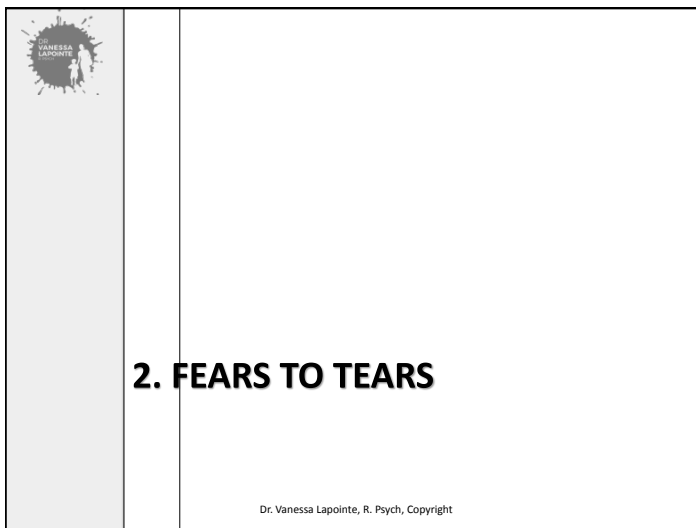 DR
VANESSA
LAPOINTE
2. FEARS TO TEARS
Dr. Vanessa Lapointe, R. Psych, Copyright